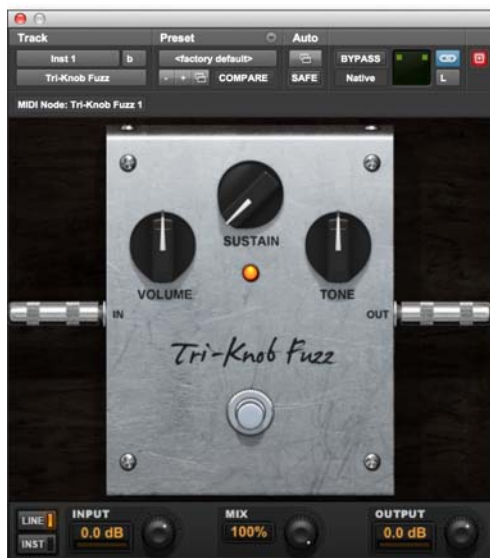 Track Preset Auto
Inst 1 b <factory default> BYPASS
Tri-Knob Fuzz - + COMPARE SAFE Native L
MIDI Node: Tri-Knob Fuzz 1
SUSTAIN
VOLUME TONE
IN OUT
Tri-Knob Fuzz
LINE INPUT MIX OUTPUT
INST 0.0 dB 100% 0.0 dB